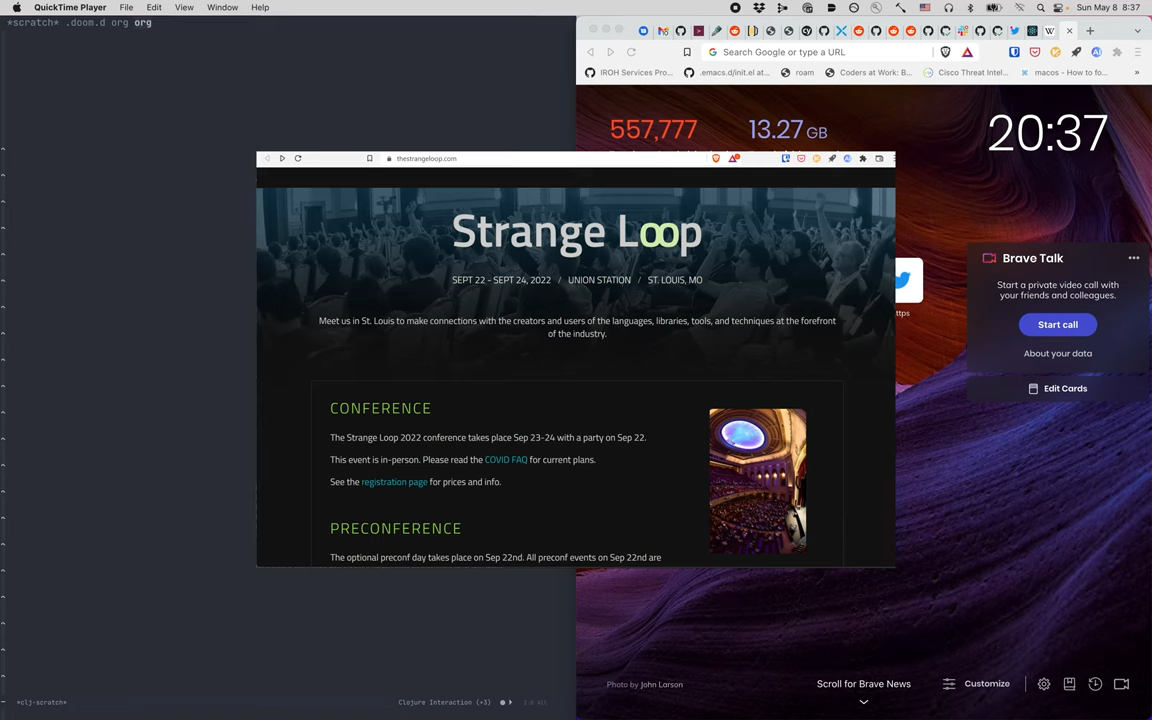 QuickTime Player File Edit View Window Help
Sun May 8 8:37
*scratch* .doom.d org org
Search Google or type a URL
IROH Services Pro... .emacs.d/init.el at... roam Coders at Work: B... Cisco Threat Intel... macos - How to fo... »
557,777 13.27 GB
20:37
thestrangeloop.com
Strange Loop
SEPT 22 - SEPT 24, 2022 / UNION STATION / ST. LOUIS, MO
Meet us in St. Louis to make connections with the creators and users of the languages, libraries, tools, and techniques at the forefront
of the industry.
CONFERENCE
The Strange Loop 2022 conference takes place Sep 23-24 with a party on Sep 22.
This event is in-person. Please read the COVID FAQ for current plans.
See the registration page for prices and info.
PRECONFERENCE
The optional preconf day takes place on Sep 22nd. All preconf events on Sep 22nd are
ttps
Brave Talk
Start a private video call with
your friends and colleagues.
Start call
About your data
Edit Cards
Photo by John Larson
Scroll for Brave News
Customize
*clj-scratch*
Clojure Interaction (+3)